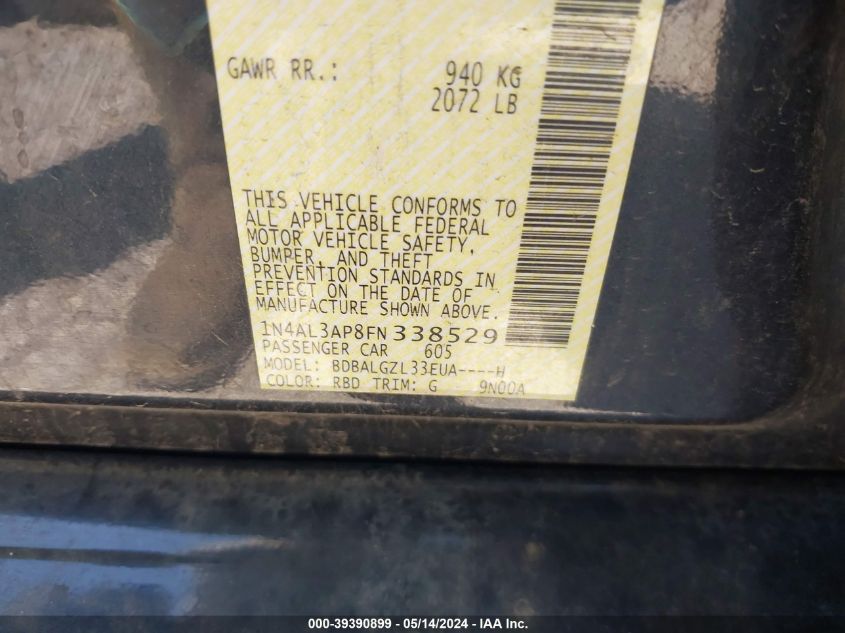 GAWR RR.: 940 KG
2072 LB
THIS VEHICLE CONFORMS TO
ALL APPLICABLE FEDERAL
MOTOR VEHICLE SAFETY,
BUMPER, AND THEFT
PREVENTION STANDARDS IN
EFFECT ON THE DATE OF
MANUFACTURE SHOWN ABOVE.
1N4AL3AP8FN338529
PASSENGER CAR 605
MODEL: BDBALGZL33EUA----H
COLOR: RBD TRIM: G 9N00A
000-39390899 - 05/14/2024 - IAA Inc.